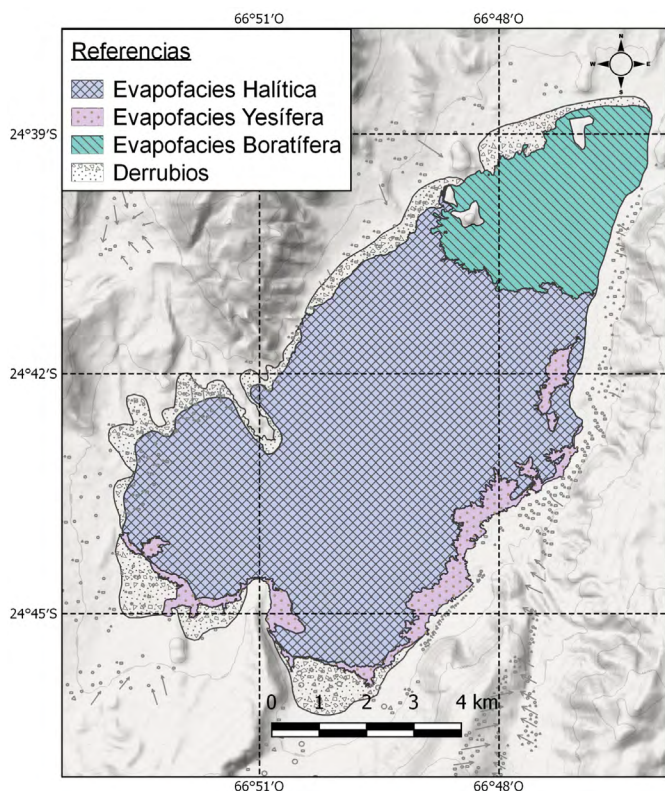 66°51'O 66°48'O
Referencias
Evapofacies Halítica
Evapofacies Yesífera
Evapofacies Boratífera
Derrubios
N
W E
S
24°39'S
24°42'S
24°45'S
0 1 2 3 4 km
66°51'O 66°48'O